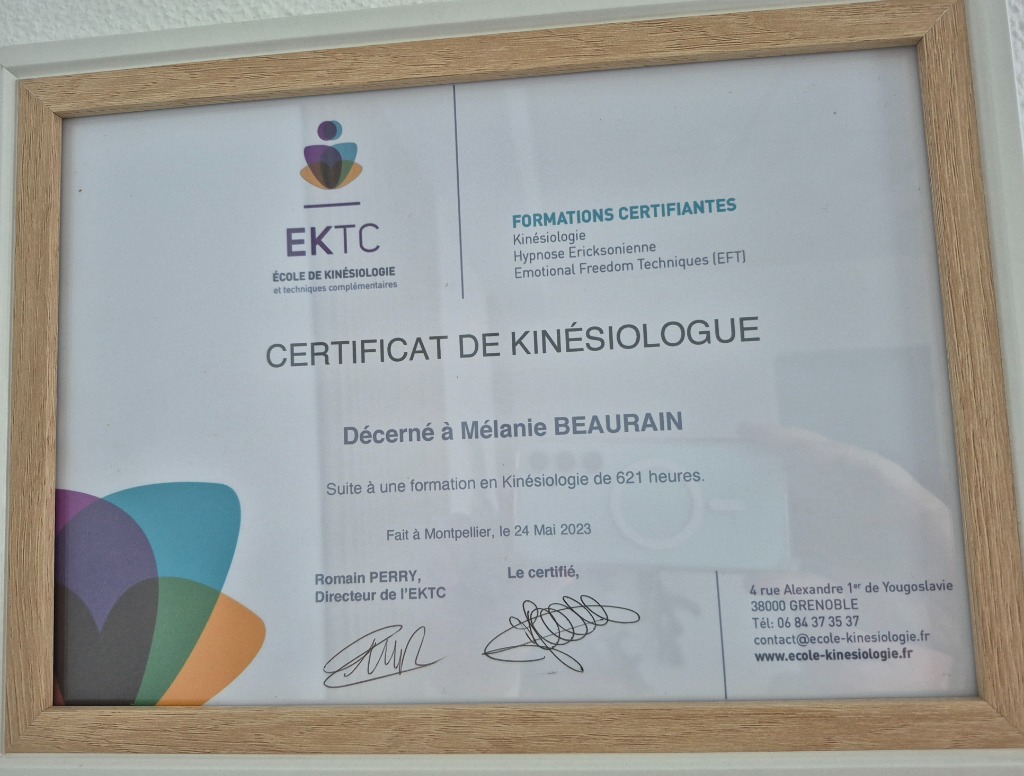 EKTC
ÉCOLE DE KINÉSIOLOGIE
et techniques complémentaires
FORMATIONS CERTIFIANTES
Kinésiologie
Hypnose Ericksonienne
Emotional Freedom Techniques (EFT)
CERTIFICAT DE KINÉSIOLOGUE
Décerné à Mélanie BEAURAIN
Suite à une formation en Kinésiologie de 621 heures.
Fait à Montpellier, le 24 Mai 2023
Romain PERRY,
Directeur de l'EKTC
Le certifié,
4 rue Alexandre 1er de Yougoslavie
38000 GRENOBLE
Tél: 06 84 37 35 37
contact@ecole-kinesiologie.fr
www.ecole-kinesiologie.fr